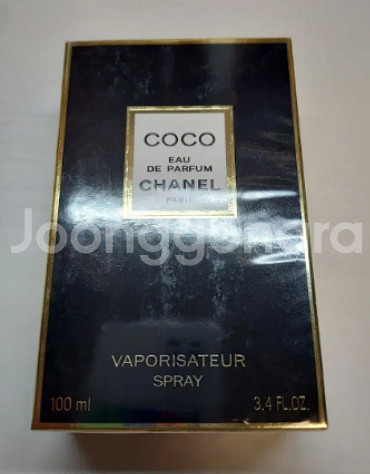 COCO
EAU
DE PARFUM
CHANEL
PARIS
Joonggonara
VAPORISATEUR
SPRAY
100 ml
3.4 FL.OZ.